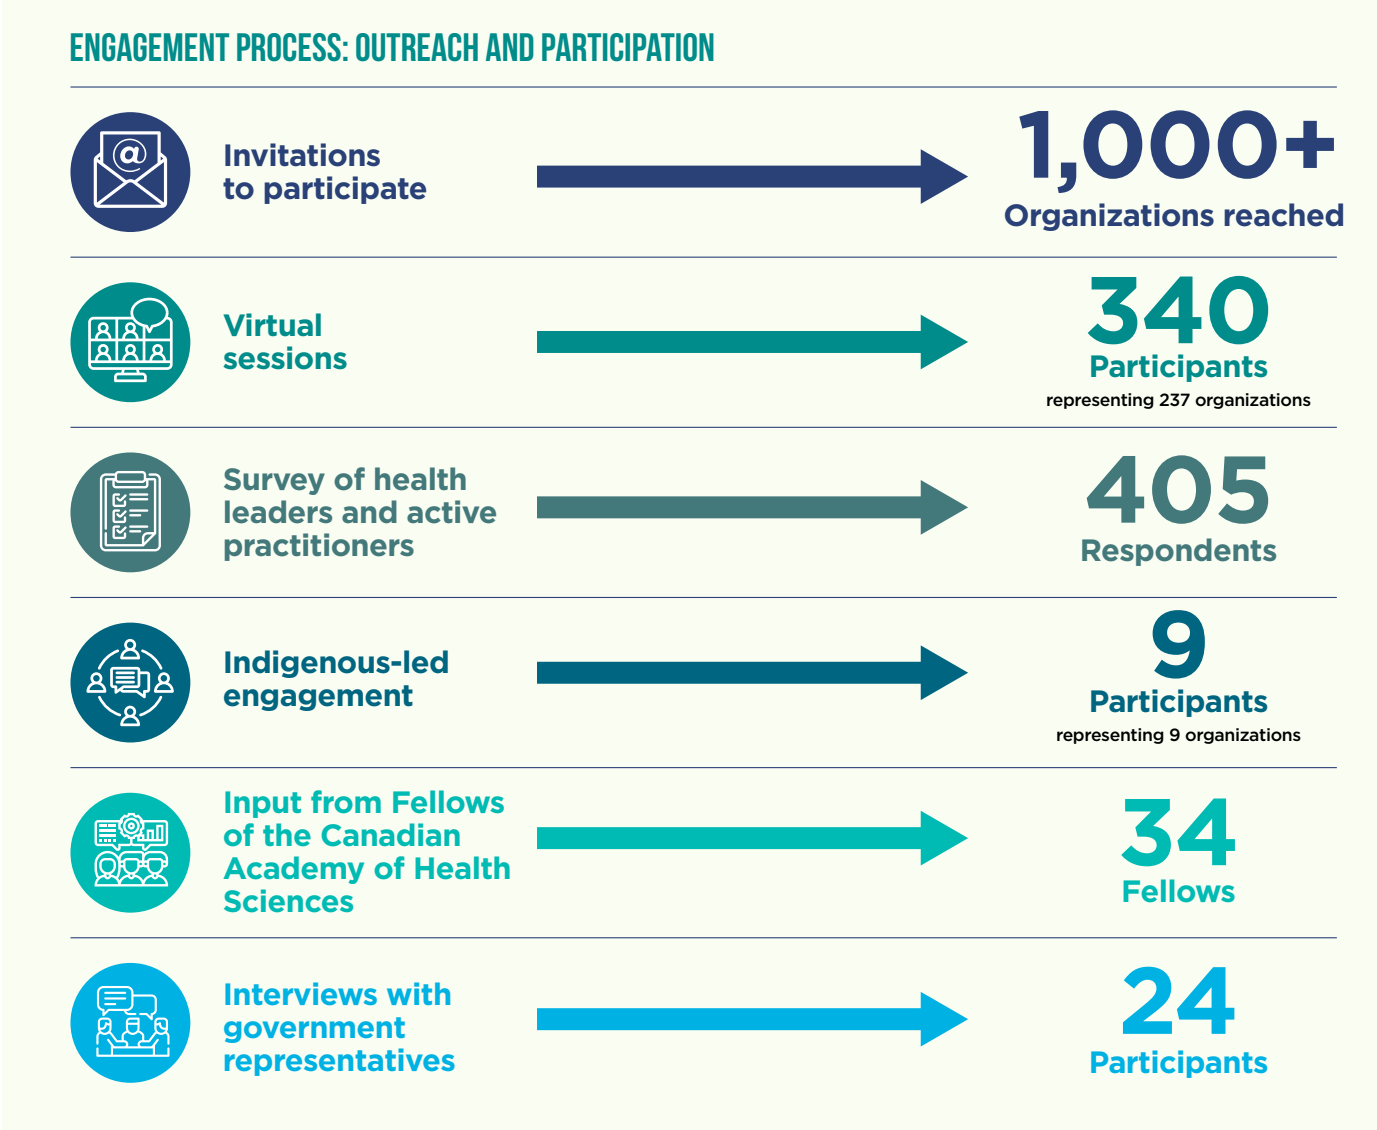 ENGAGEMENT PROCESS: OUTREACH AND PARTICIPATION
@
Invitations
to participate
1,000+
Organizations reached
Virtual
sessions
340
Participants
representing 237 organizations
Survey of health
leaders and active
practitioners
405
Respondents
Indigenous-led
engagement
9
Participants
representing 9 organizations
Input from Fellows
of the Canadian
Academy of Health
Sciences
34
Fellows
Interviews with
government
representatives
24
Participants